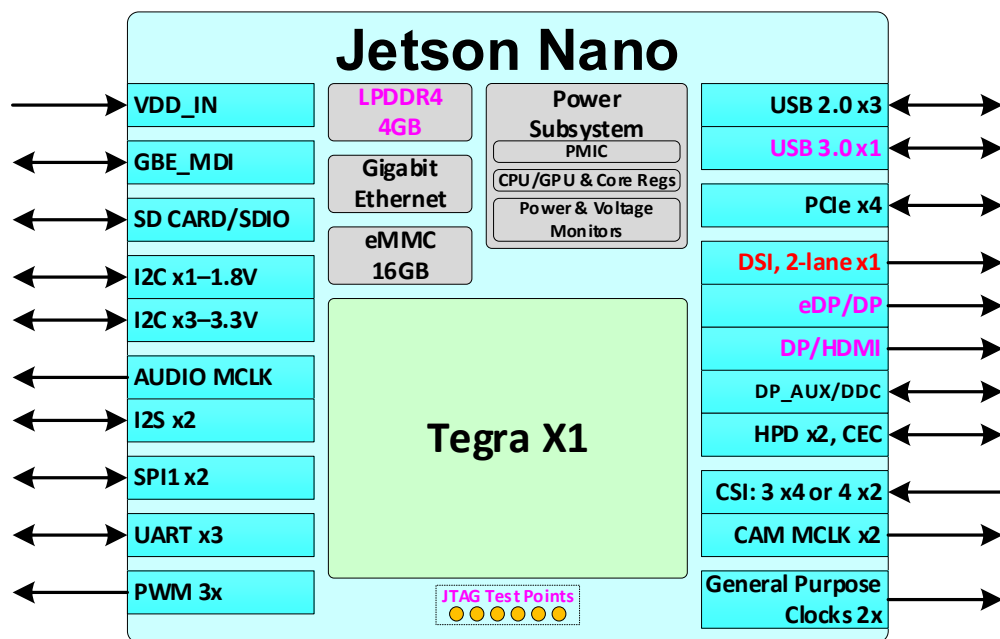 Jetson Nano
VDD_IN
GBE_MDI
SD CARD/SDIO
I2C x1–1.8V
I2C x3–3.3V
AUDIO MCLK
I2S x2
SPI1 x2
UART x3
PWM 3x
LPDDR4
4GB
Gigabit
Ethernet
eMMC
16GB
Power
Subsystem
PMIC
CPU/GPU & Core Regs
Power & Voltage
Monitors
Tegra X1
JTAG Test Points
USB 2.0 x3
USB 3.0 x1
PCIe x4
DSI, 2-lane x1
eDP/DP
DP/HDMI
DP_AUX/DDC
HPD x2, CEC
CSI: 3 x4 or 4 x2
CAM MCLK x2
General Purpose
Clocks 2x